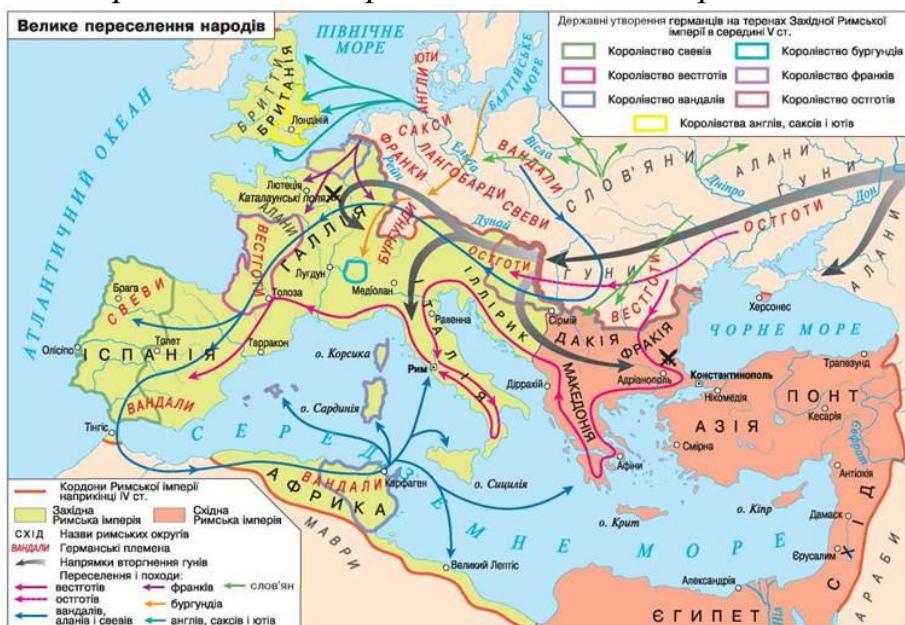 Велике переселення народів
Державні утворення германців на теренах Західної Римської
імперії в середині V ст.
Королівство свевів
Королівство бургундів
Королівство вестготів
Королівство франків
Королівство вандалів
Королівство остготів
Королівства англів, саксів і ютів
АТЛАНТИЧНИЙ ОКЕАН
ПІВНІЧНЕ
МОРЕ
БАЛТІЙСЬКЕ
МОРЕ
ЮТИ
АНГЛИ
БРИТТИ
БРИТАНІЯ
Лондіній
САКСИ
ФРАНКИ
ЛАНГОБАРДИ
СВЕВИ
ВАНДАЛИ
Рейн
Ельба
Вісла
СЛОВ'ЯНИ
АЛАНИ
ГУНИ
Дніпро
Дон
Лютеція
Каталаунські поля
АЛАНИ
ГАЛЛІЯ
БУРГУНДИ
Дунай
ОСТГОТИ
ОСТГОТИ
ГУНИ
АЛАНИ
ВЕСТГОТИ
Лугдун
Медіолан
Толоза
ВЕСТГОТИ
Херсонес
Брага
СВЕВИ
Равенна
ІЛЛІРИК
Сірмій
ДАКІЯ
ФРАКІЯ
ЧОРНЕ МОРЕ
Олісіпо
Толет
Тарракон
ІСПАНІЯ
о. Корсика
ІТАЛІЯ
Рим
Адріанополь
Константинополь
Трапезунд
Діррахій
МАКЕДОНІЯ
Нікомедія
ПОНТ
Кесарія
ВАНДАЛИ
о. Сардинія
АЗІЯ
Євфрат
Тінгіс
Смірна
СЕРЕДЗЕМНЕ МОРЕ
Афіни
Антіохія
о. Сицилія
Карфаген
ВАНДАЛИ
АФРИКА
о. Крит
о. Кіпр
Дамаск
СХІД
МАВРИ
Великий Лептіс
Єрусалим
АРАБИ
Александрія
ЄГИПЕТ
Ніл
Кордони Римської імперії
наприкінці IV ст.
Західна
Римська імперія
Східна
Римська імперія
СХІД Назви римських округів
ВАНДАЛИ Германські племена
Напрямки вторгнення гунів
Переселення і походи:
вестготів
франків
слов'ян
остготів
бургундів
вандалів,
аланів і свевів
англів, саксів і ютів